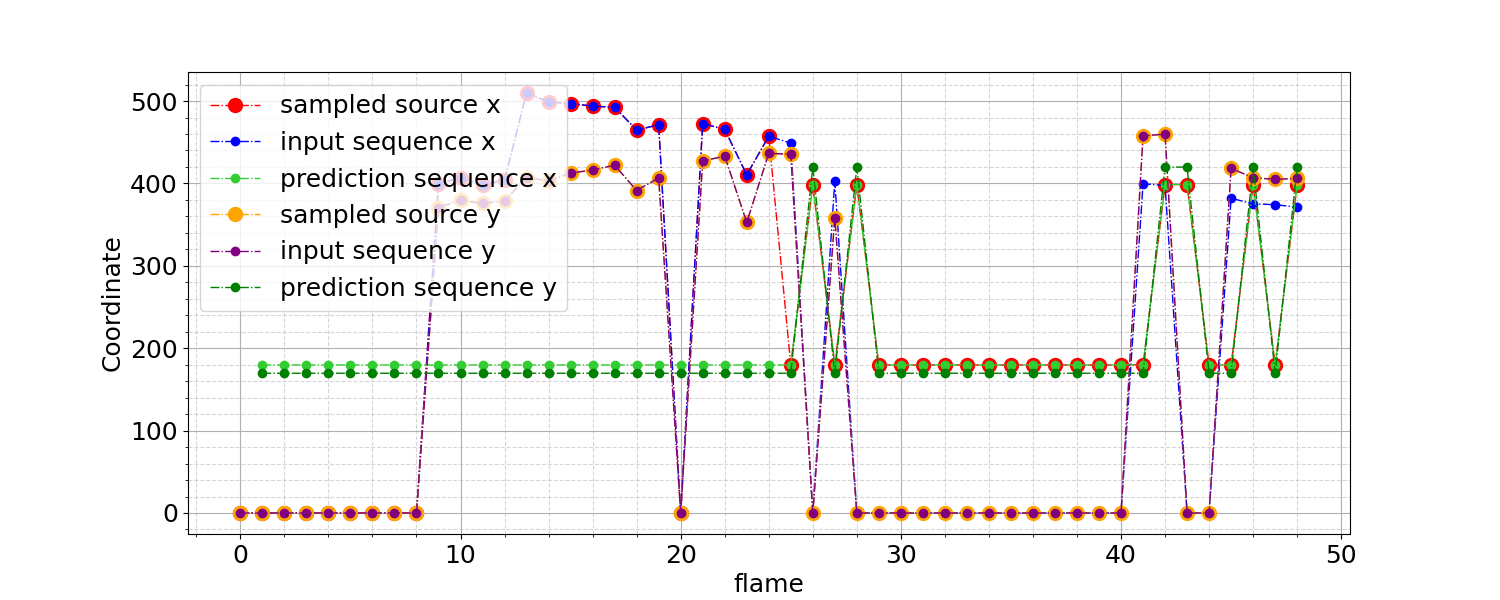 500
400
300
200
100
0
Coordinate
sampled source x
input sequence x
prediction sequence x
sampled source y
input sequence y
prediction sequence y
0 10 20 30 40 50
flame